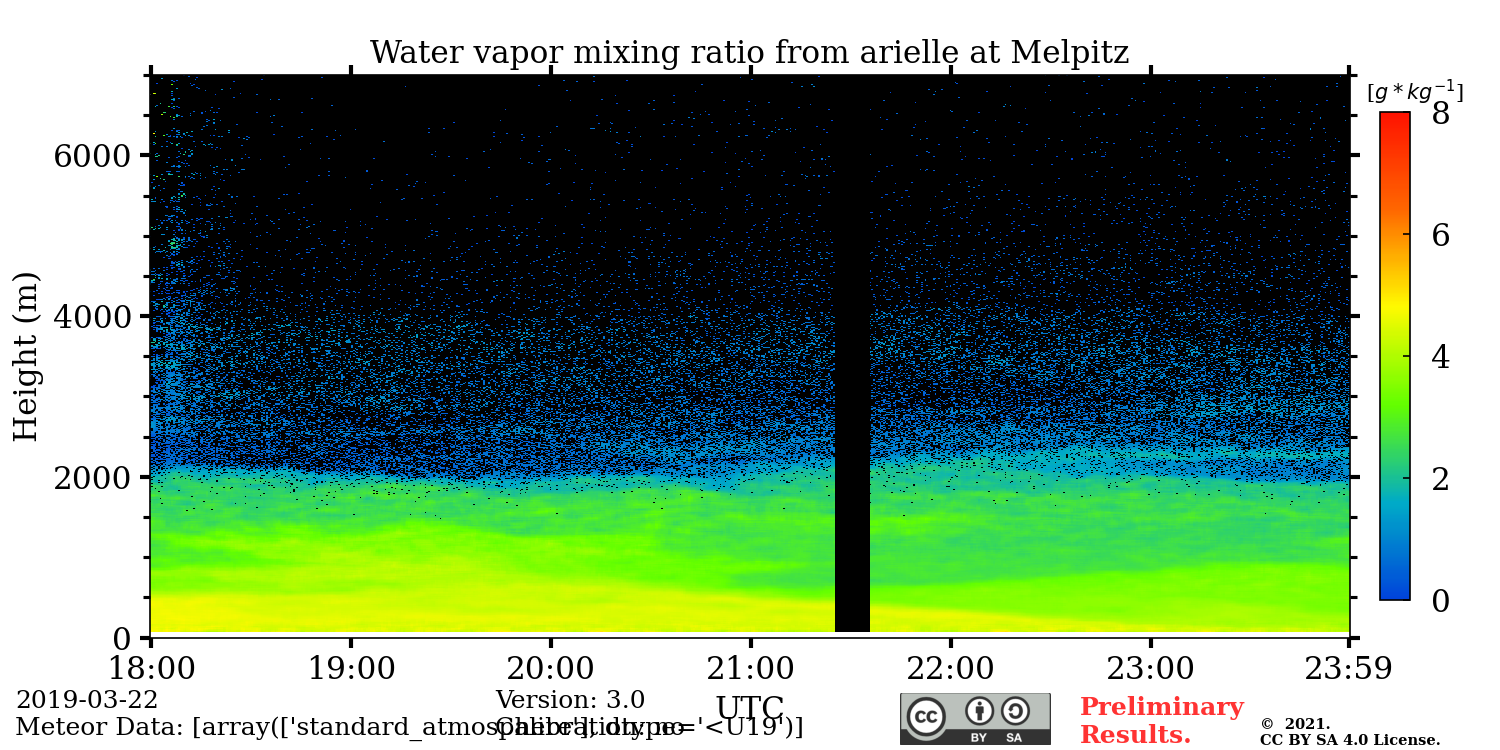 Water vapor mixing ratio from arielle at Melpitz
[g * kg⁻¹]
8
6
4
2
0
Height (m)
6000
4000
2000
0
18:00 19:00 20:00 21:00 22:00 23:00 23:59
UTC
2019-03-22
Version: 3.0
Meteor Data: [array(['standard_atmosphere'], dtype='<U19')]
Calibration: no
cc BY SA
Preliminary
Results.
© 2021.
CC BY SA 4.0 License.